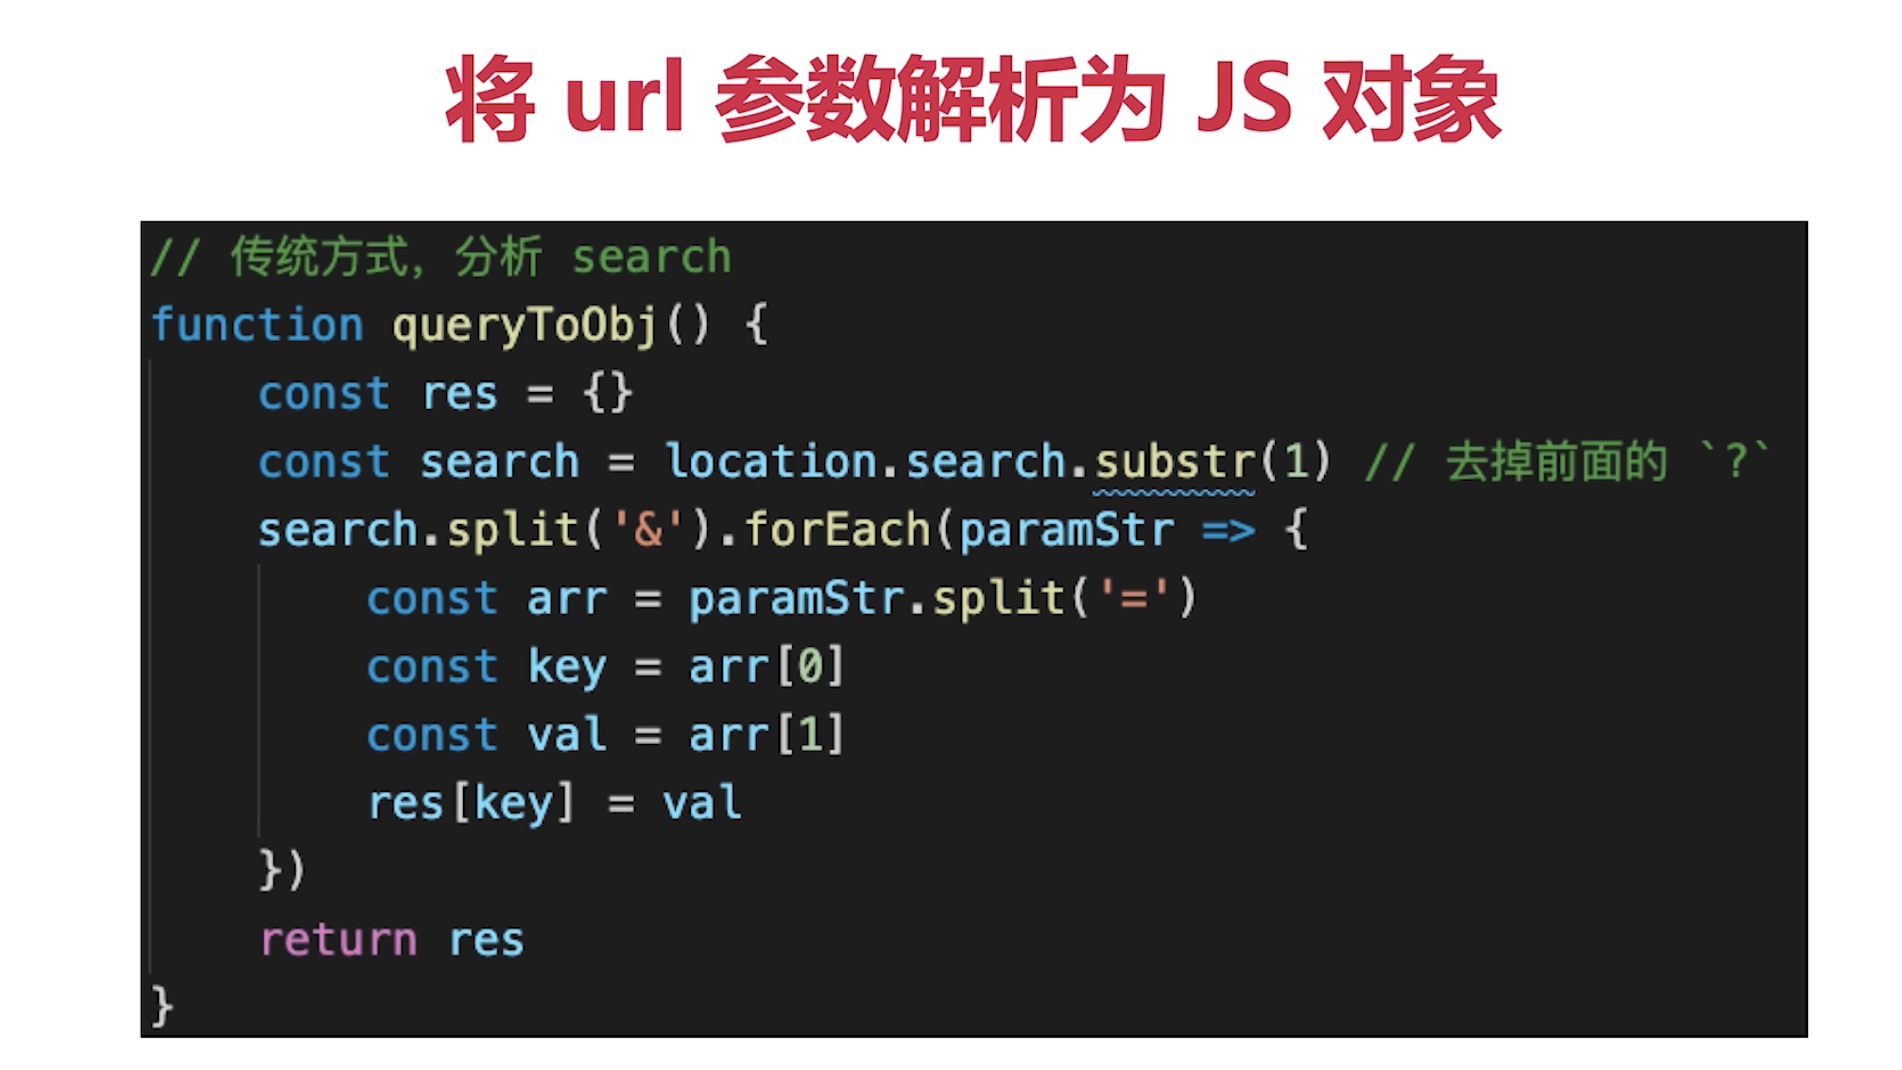 将 url 参数解析为 JS 对象
// 传统方式，分析 search
function queryToObj() {
    const res = {}
    const search = location.search.substr(1) // 去掉前面的 `?`
    search.split('&').forEach(paramStr => {
        const arr = paramStr.split('=')
        const key = arr[0]
        const val = arr[1]
        res[key] = val
    })
    return res
}